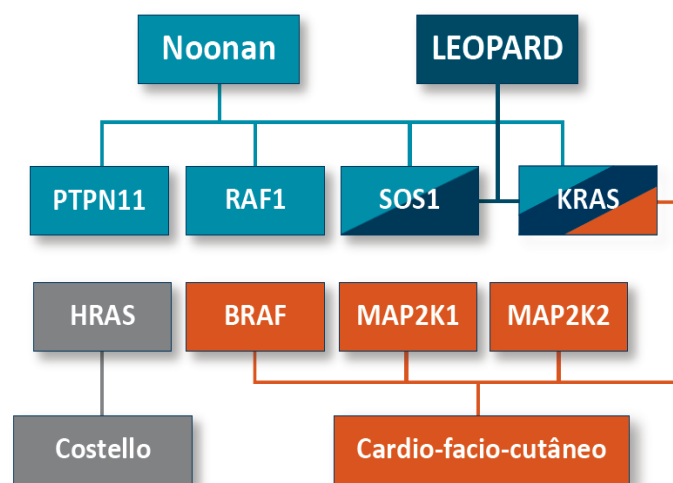 Noonan
LEOPARD
PTPN11
RAF1
SOS1
KRAS
HRAS
BRAF
MAP2K1
MAP2K2
Costello
Cardio-facio-cutâneo